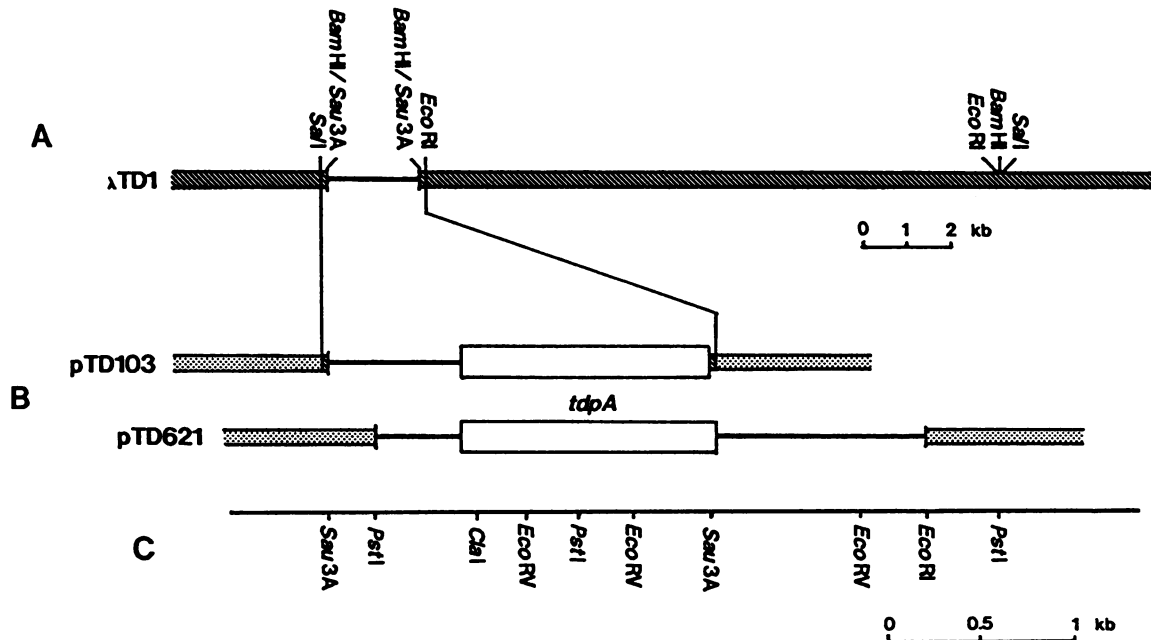 A
SalI
BamHI/Sau3A
BamHI/Sau3A
EcoRI
EcoRI
BamHI
SalI
λTD1
0 1 2 kb
pTD103
B
tdpA
pTD621
C
Sau3A
PstI
ClaI
EcoRV
PstI
EcoRV
Sau3A
EcoRV
EcoRI
PstI
0 0.5 1 kb